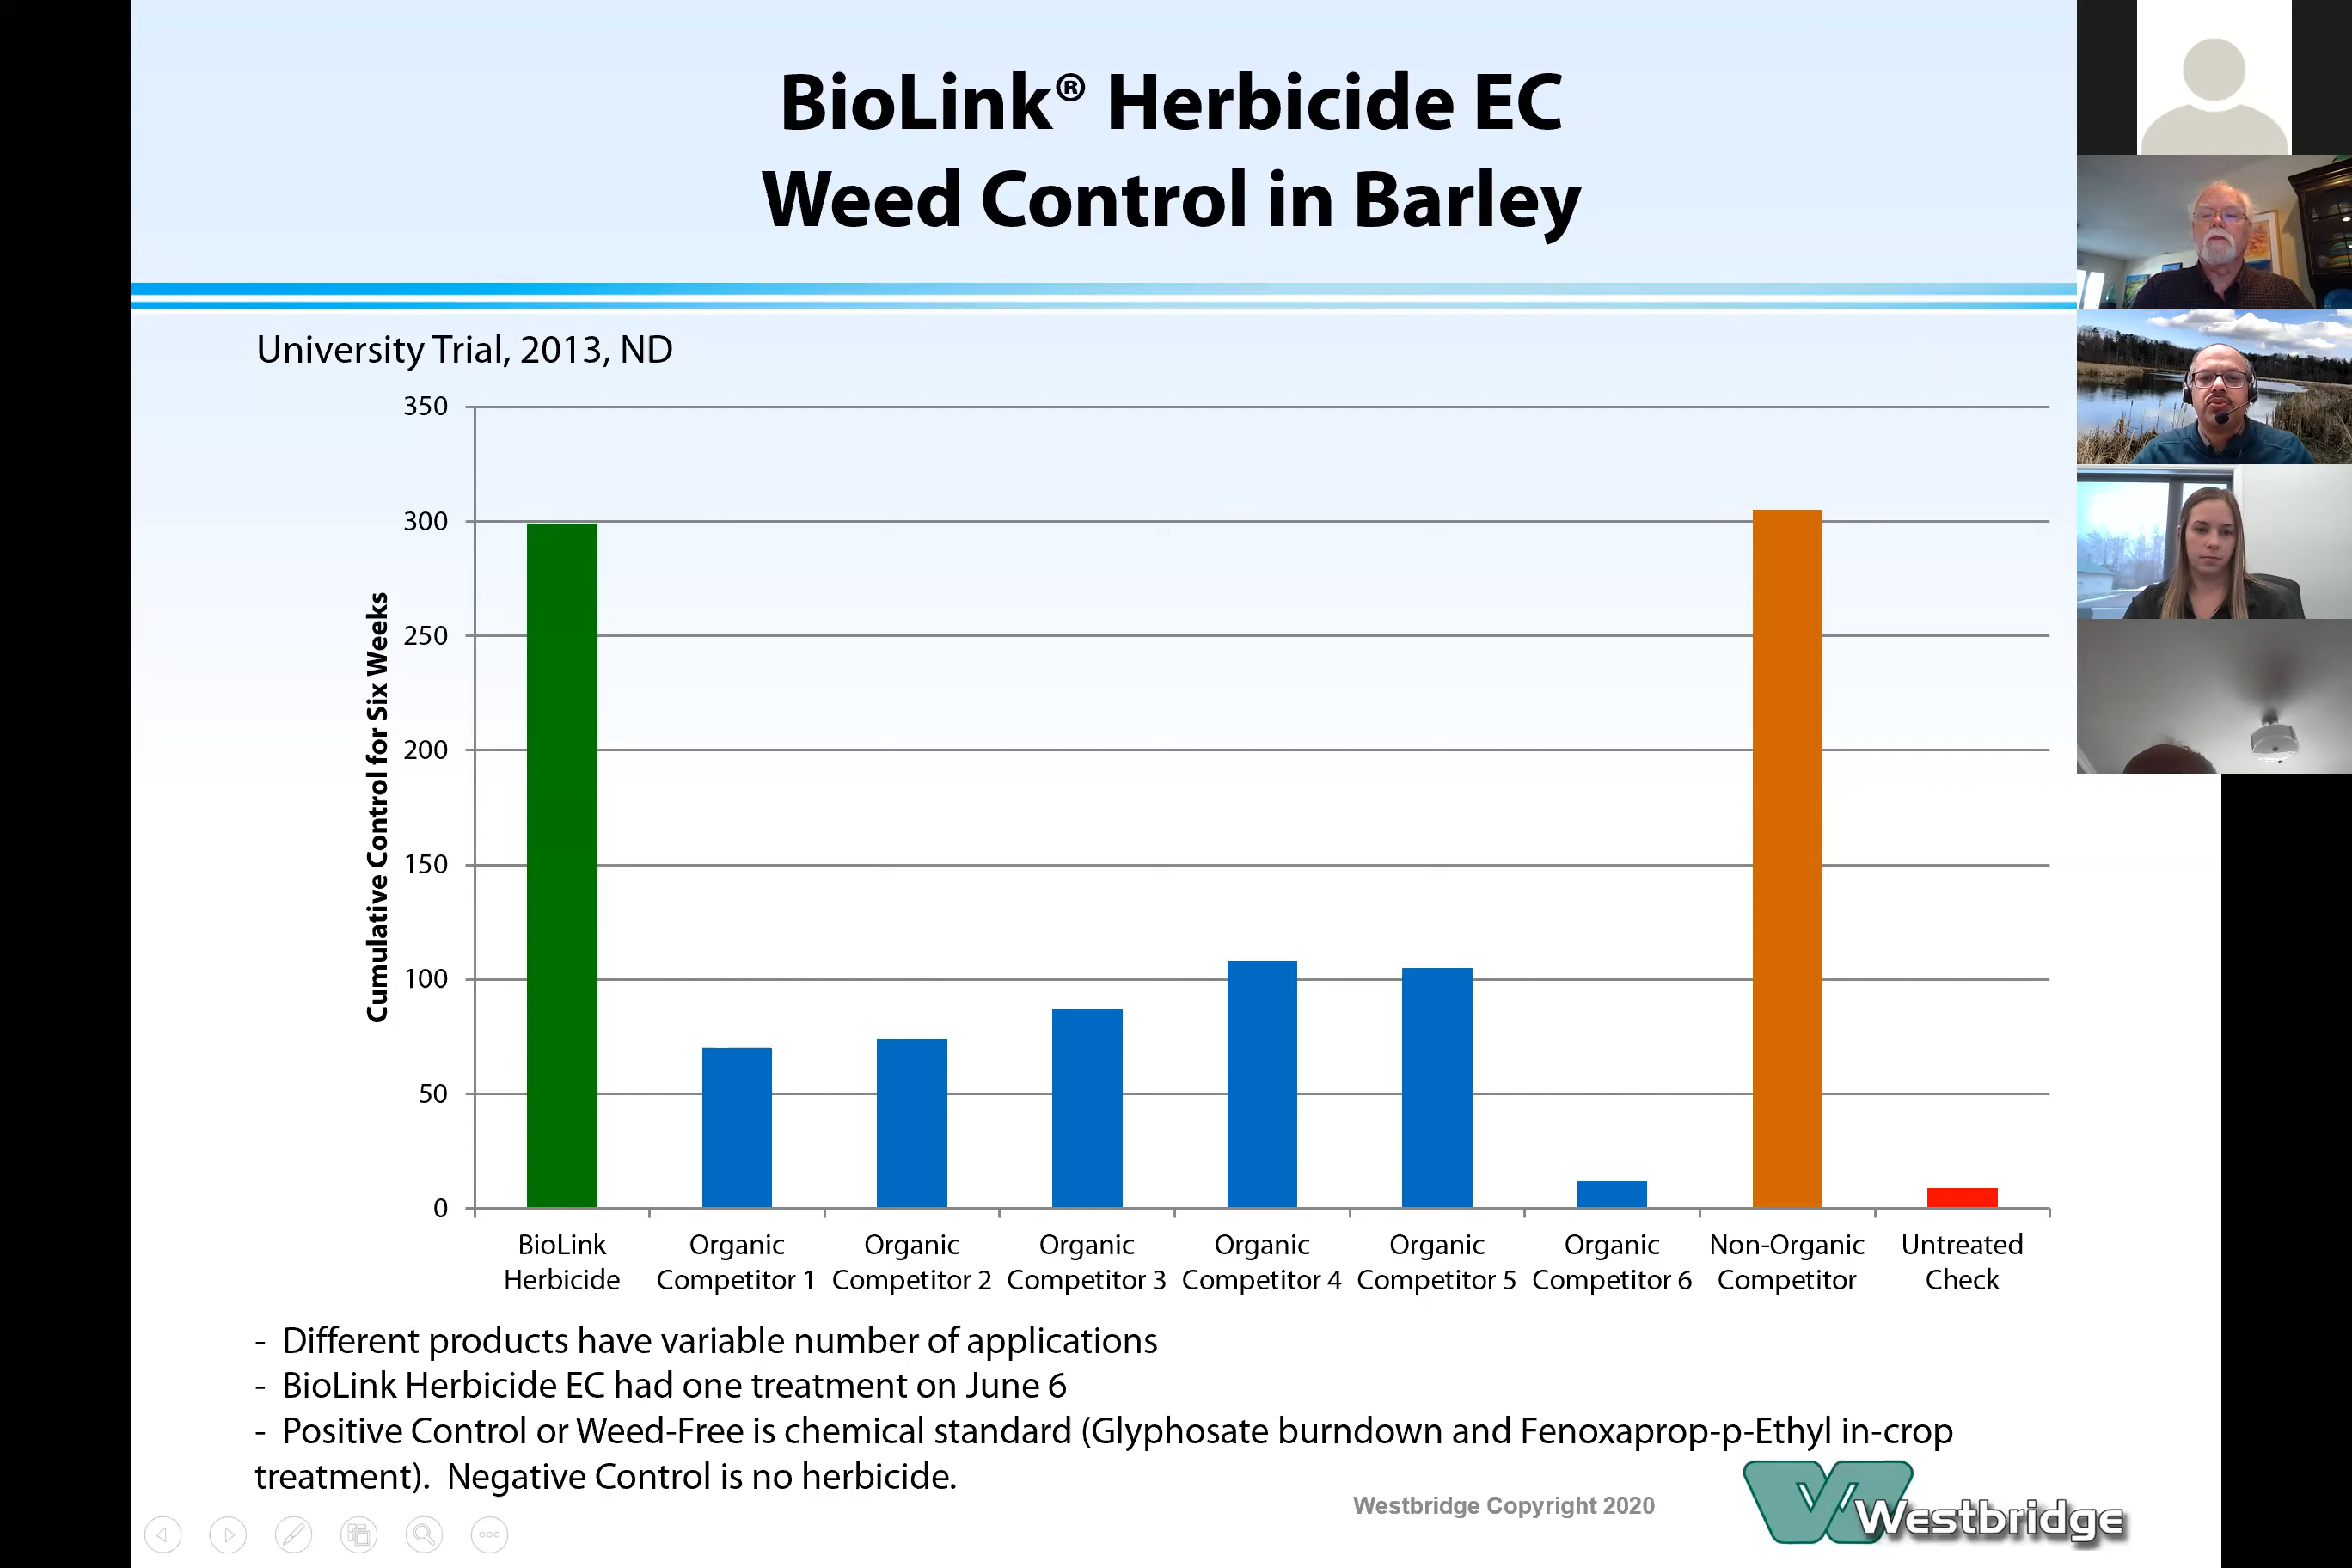 BioLink® Herbicide EC
Weed Control in Barley
University Trial, 2013, ND
Cumulative Control for Six Weeks
350
300
250
200
150
100
50
0
BioLink Herbicide
Organic Competitor 1
Organic Competitor 2
Organic Competitor 3
Organic Competitor 4
Organic Competitor 5
Organic Competitor 6
Non-Organic Competitor
Untreated Check
- Different products have variable number of applications
- BioLink Herbicide EC had one treatment on June 6
- Positive Control or Weed-Free is chemical standard (Glyphosate burndown and Fenoxaprop-p-Ethyl in-crop
treatment). Negative Control is no herbicide.
Westbridge Copyright 2020
Westbridge